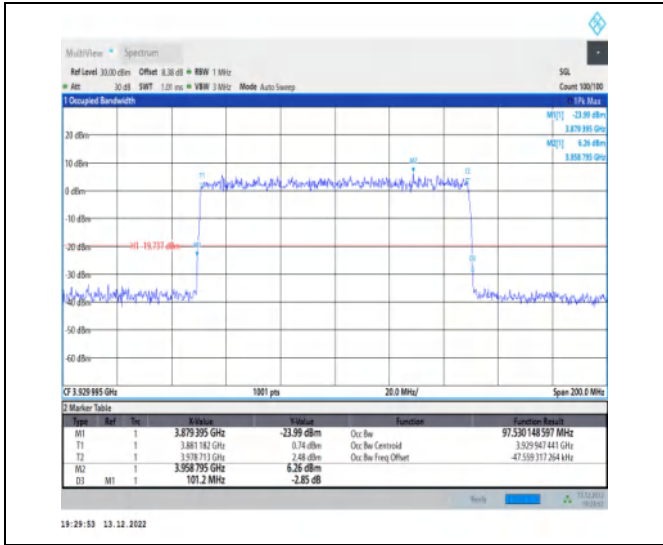 MultiView Spectrum
Ref Level 30.00 dBm Offset 8.38 dB RBW 1 MHz SGL
Att 30 dB SWT 1.01 ms VBW 3 MHz Mode Auto Sweep Count 100/100
1 Occupied Bandwidth 1Pk Max
M1[1] -23.99 dBm
3.879 395 GHz
M2[1] 6.26 dBm
3.958 795 GHz
20 dBm
10 dBm
M2
T1
T2
0 dBm
-10 dBm
-20 dBm
H1 -19.737 dBm
M1
D3
-30 dBm
-40 dBm
-50 dBm
-60 dBm
CF 3.929 995 GHz 1001 pts 20.0 MHz/ Span 200.0 MHz
2 Marker Table
Type Ref Trc X-Value Y-Value Function Function Result
M1 1 3.879 395 GHz -23.99 dBm Occ Bw 97.530 148 597 MHz
T1 1 3.881 182 GHz 0.74 dBm Occ Bw Centroid 3.929 947 441 GHz
T2 1 3.978 713 GHz 2.48 dBm Occ Bw Freq Offset -47.559 317 264 kHz
M2 1 3.958 795 GHz 6.26 dBm
D3 M1 1 101.2 MHz -2.85 dB
Ready 13.12.2022
19:29:53 13.12.2022